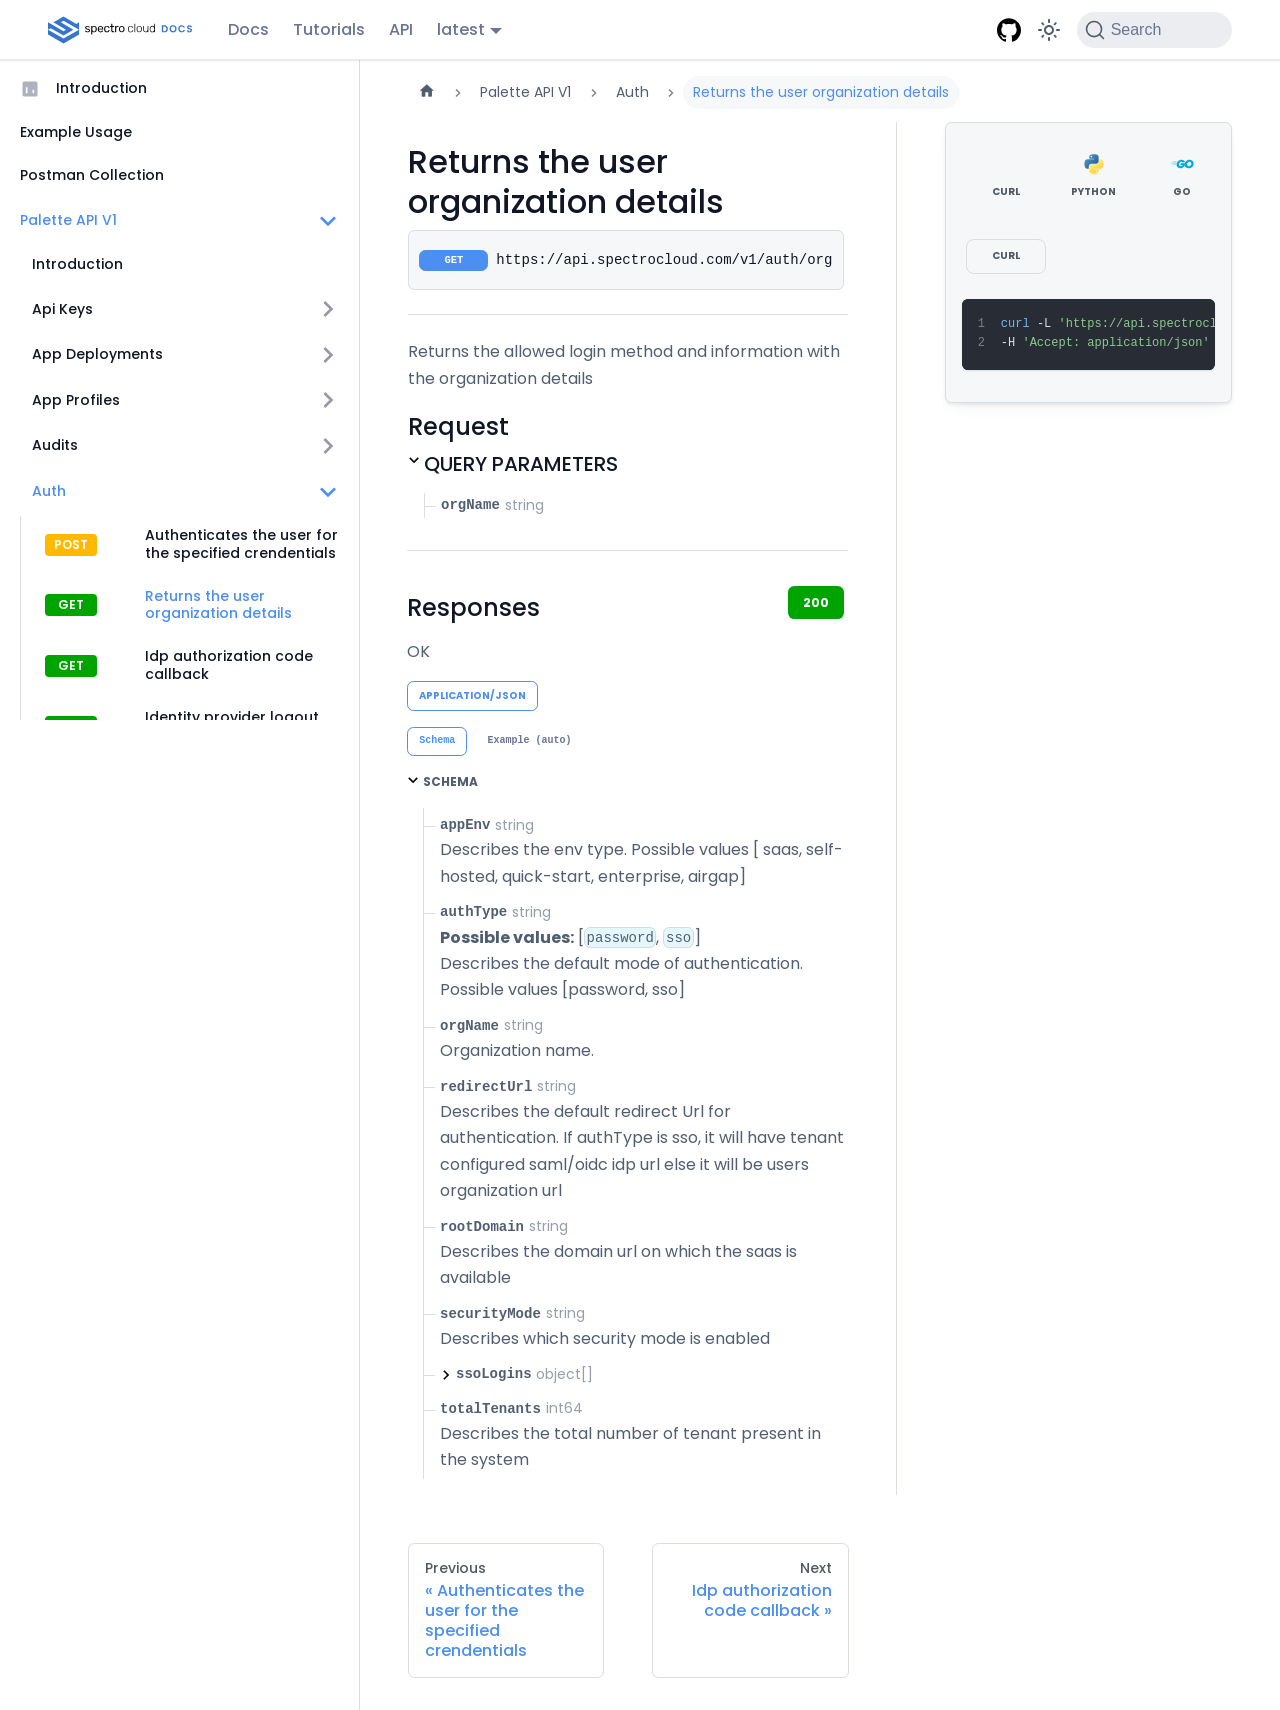 spectro cloud DOCS
Docs
Tutorials
API
latest
Search
Introduction
Example Usage
Postman Collection
Palette API V1
Introduction
Api Keys
App Deployments
App Profiles
Audits
Auth
POST
Authenticates the user for
the specified crendentials
GET
Returns the user
organization details
GET
Idp authorization code
callback
Identity provider logout
Palette API V1
Auth
Returns the user organization details
Returns the user
organization details
GET https://api.spectrocloud.com/v1/auth/org
Returns the allowed login method and information with
the organization details
Request
QUERY PARAMETERS
orgName string
Responses
200
OK
APPLICATION/JSON
Schema
Example (auto)
SCHEMA
appEnv string
Describes the env type. Possible values [ saas, self-
hosted, quick-start, enterprise, airgap]
authType string
Possible values: [password, sso]
Describes the default mode of authentication.
Possible values [password, sso]
orgName string
Organization name.
redirectUrl string
Describes the default redirect Url for
authentication. If authType is sso, it will have tenant
configured saml/oidc idp url else it will be users
organization url
rootDomain string
Describes the domain url on which the saas is
available
securityMode string
Describes which security mode is enabled
ssoLogins object[]
totalTenants int64
Describes the total number of tenant present in
the system
CURL
PYTHON
GO
CURL
1 curl -L 'https://api.spectrocl
2 -H 'Accept: application/json'
Previous
« Authenticates the
user for the
specified
crendentials
Next
Idp authorization
code callback »